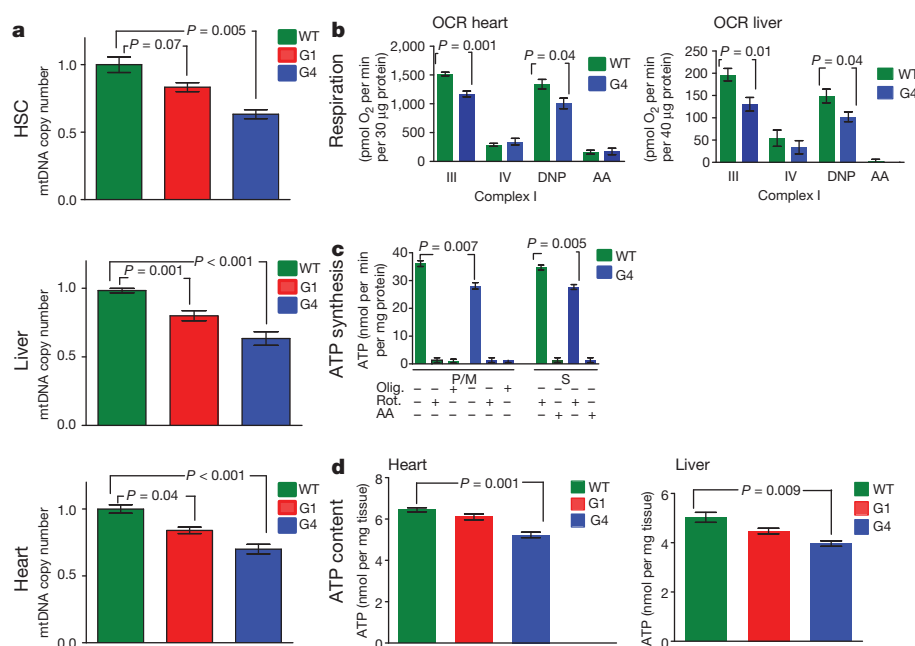 a
HSC
mtDNA copy number
1.0
0.5
0.0
P = 0.005
P = 0.07
WT
G1
G4
Liver
mtDNA copy number
1.0
0.5
P < 0.001
P = 0.001
WT
G1
G4
Heart
mtDNA copy number
1.0
0.5
0.0
P < 0.001
P = 0.04
WT
G1
G4
b
Respiration
OCR heart
(pmol O2 per min
per 30 μg protein)
2,000
1,500
1,000
500
0
P = 0.001
P = 0.04
WT
G4
III IV DNP AA
Complex I
OCR liver
(pmol O2 per min
per 40 μg protein)
250
200
150
100
50
0
P = 0.01
P = 0.04
WT
G4
III IV DNP AA
c
ATP synthesis
ATP (nmol per min
per mg protein)
40
30
20
10
0
P = 0.007
P = 0.005
WT
G4
P/M S
Olig. – – + – – + – – – –
Rot. – + – – + – + – + –
AA – – – – – – – + – +
d
ATP content
Heart
ATP (nmol per mg tissue)
8
6
4
2
0
P = 0.001
WT
G1
G4
Liver
ATP (nmol per mg tissue)
6
4
2
0
P = 0.009
WT
G1
G4